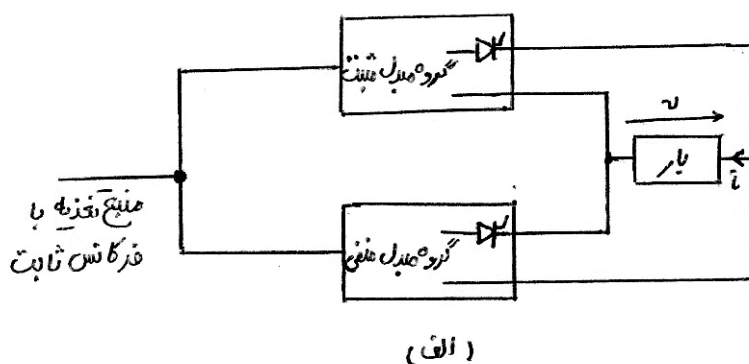 گروه مبدل مثبت
v
بار
i
منبع تغذیه با
فرکانس ثابت
گروه مبدل منفی
(الف)